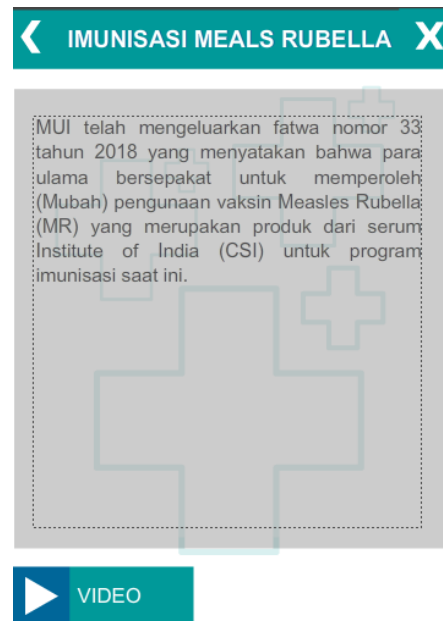 IMUNISASI MEALS RUBELLA X
MUI telah mengeluarkan fatwa nomor 33
tahun 2018 yang menyatakan bahwa para
ulama bersepakat untuk memperoleh
(Mubah) pengunaan vaksin Measles Rubella
(MR) yang merupakan produk dari serum
Institute of India (CSI) untuk program
imunisasi saat ini.
VIDEO